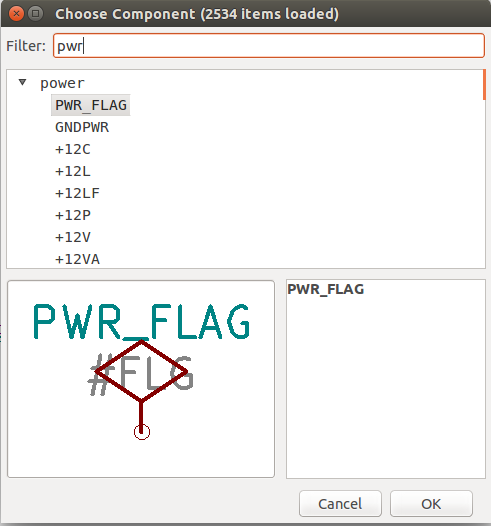 Choose Component (2534 items loaded)
Filter: pwr
power
PWR_FLAG
GNDPWR
+12C
+12L
+12LF
+12P
+12V
+12VA
PWR_FLAG
#FLG
PWR_FLAG
Cancel OK